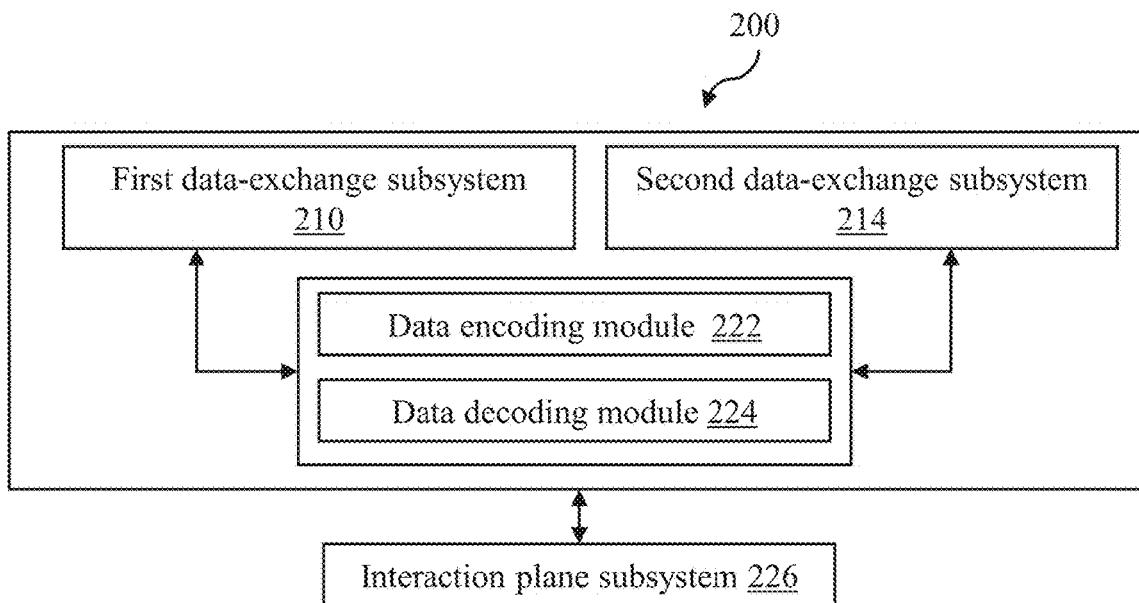 200
First data-exchange subsystem
210
Second data-exchange subsystem
214
Data encoding module 222
Data decoding module 224
Interaction plane subsystem 226